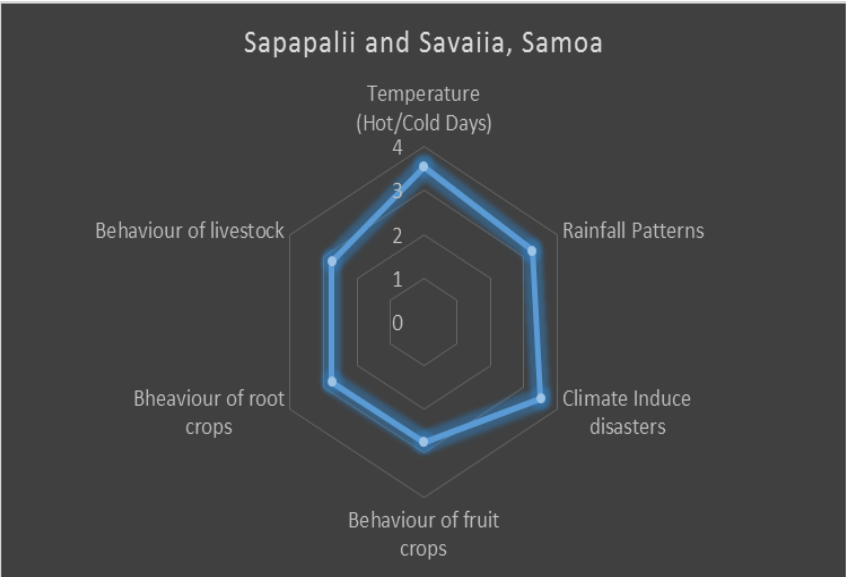 Sapapalii and Savaiia, Samoa
Temperature
(Hot/Cold Days)
4
3
2
1
0
Behaviour of livestock
Rainfall Patterns
Bheaviour of root
crops
Climate Induce
disasters
Behaviour of fruit
crops